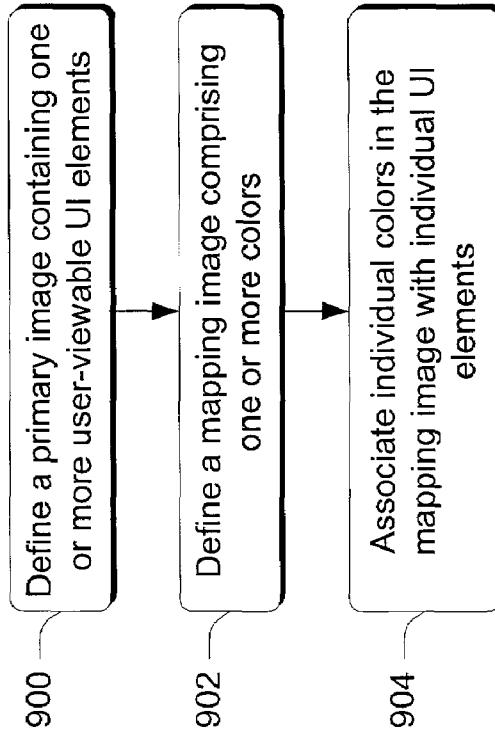 900
Define a primary image containing one
or more user-viewable UI elements
902
Define a mapping image comprising
one or more colors
904
Associate individual colors in the
mapping image with individual UI
elements